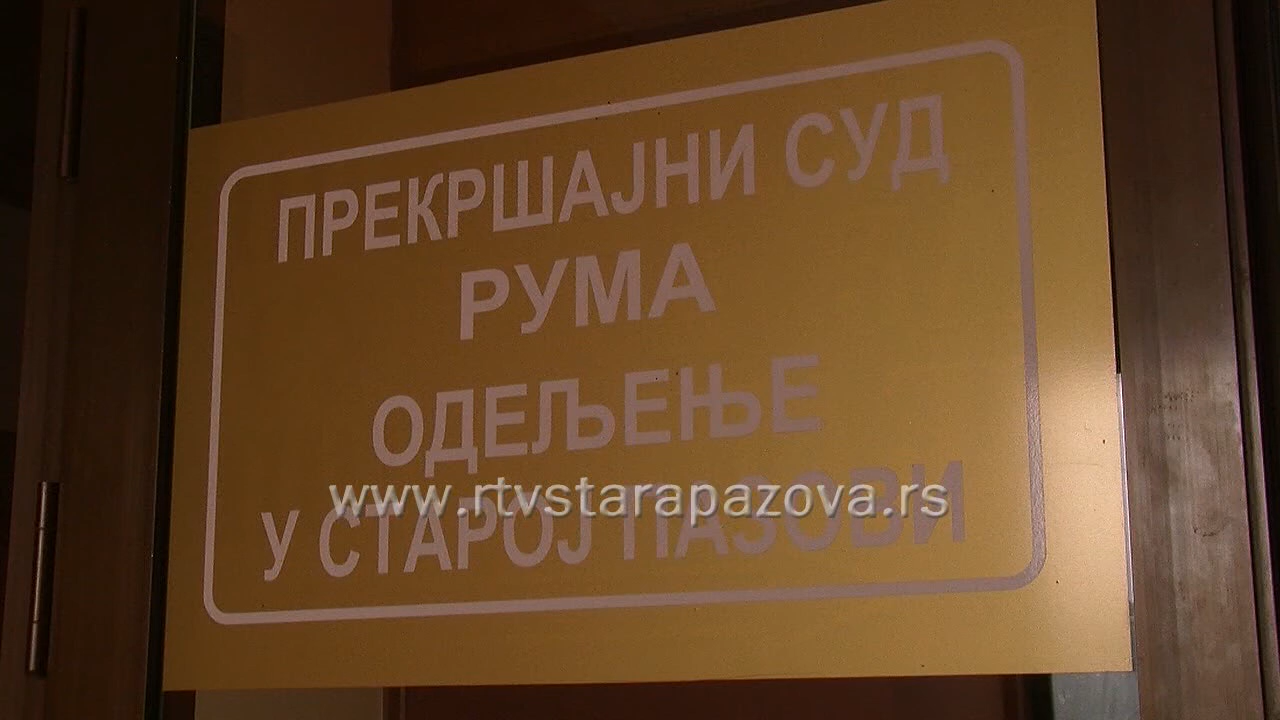 ПРЕКРШАЈНИ СУД
РУМА
ОДЕЉЕЊЕ
У СТАРОЈ ПАЗОВИ
www.rtvstarapazova.rs